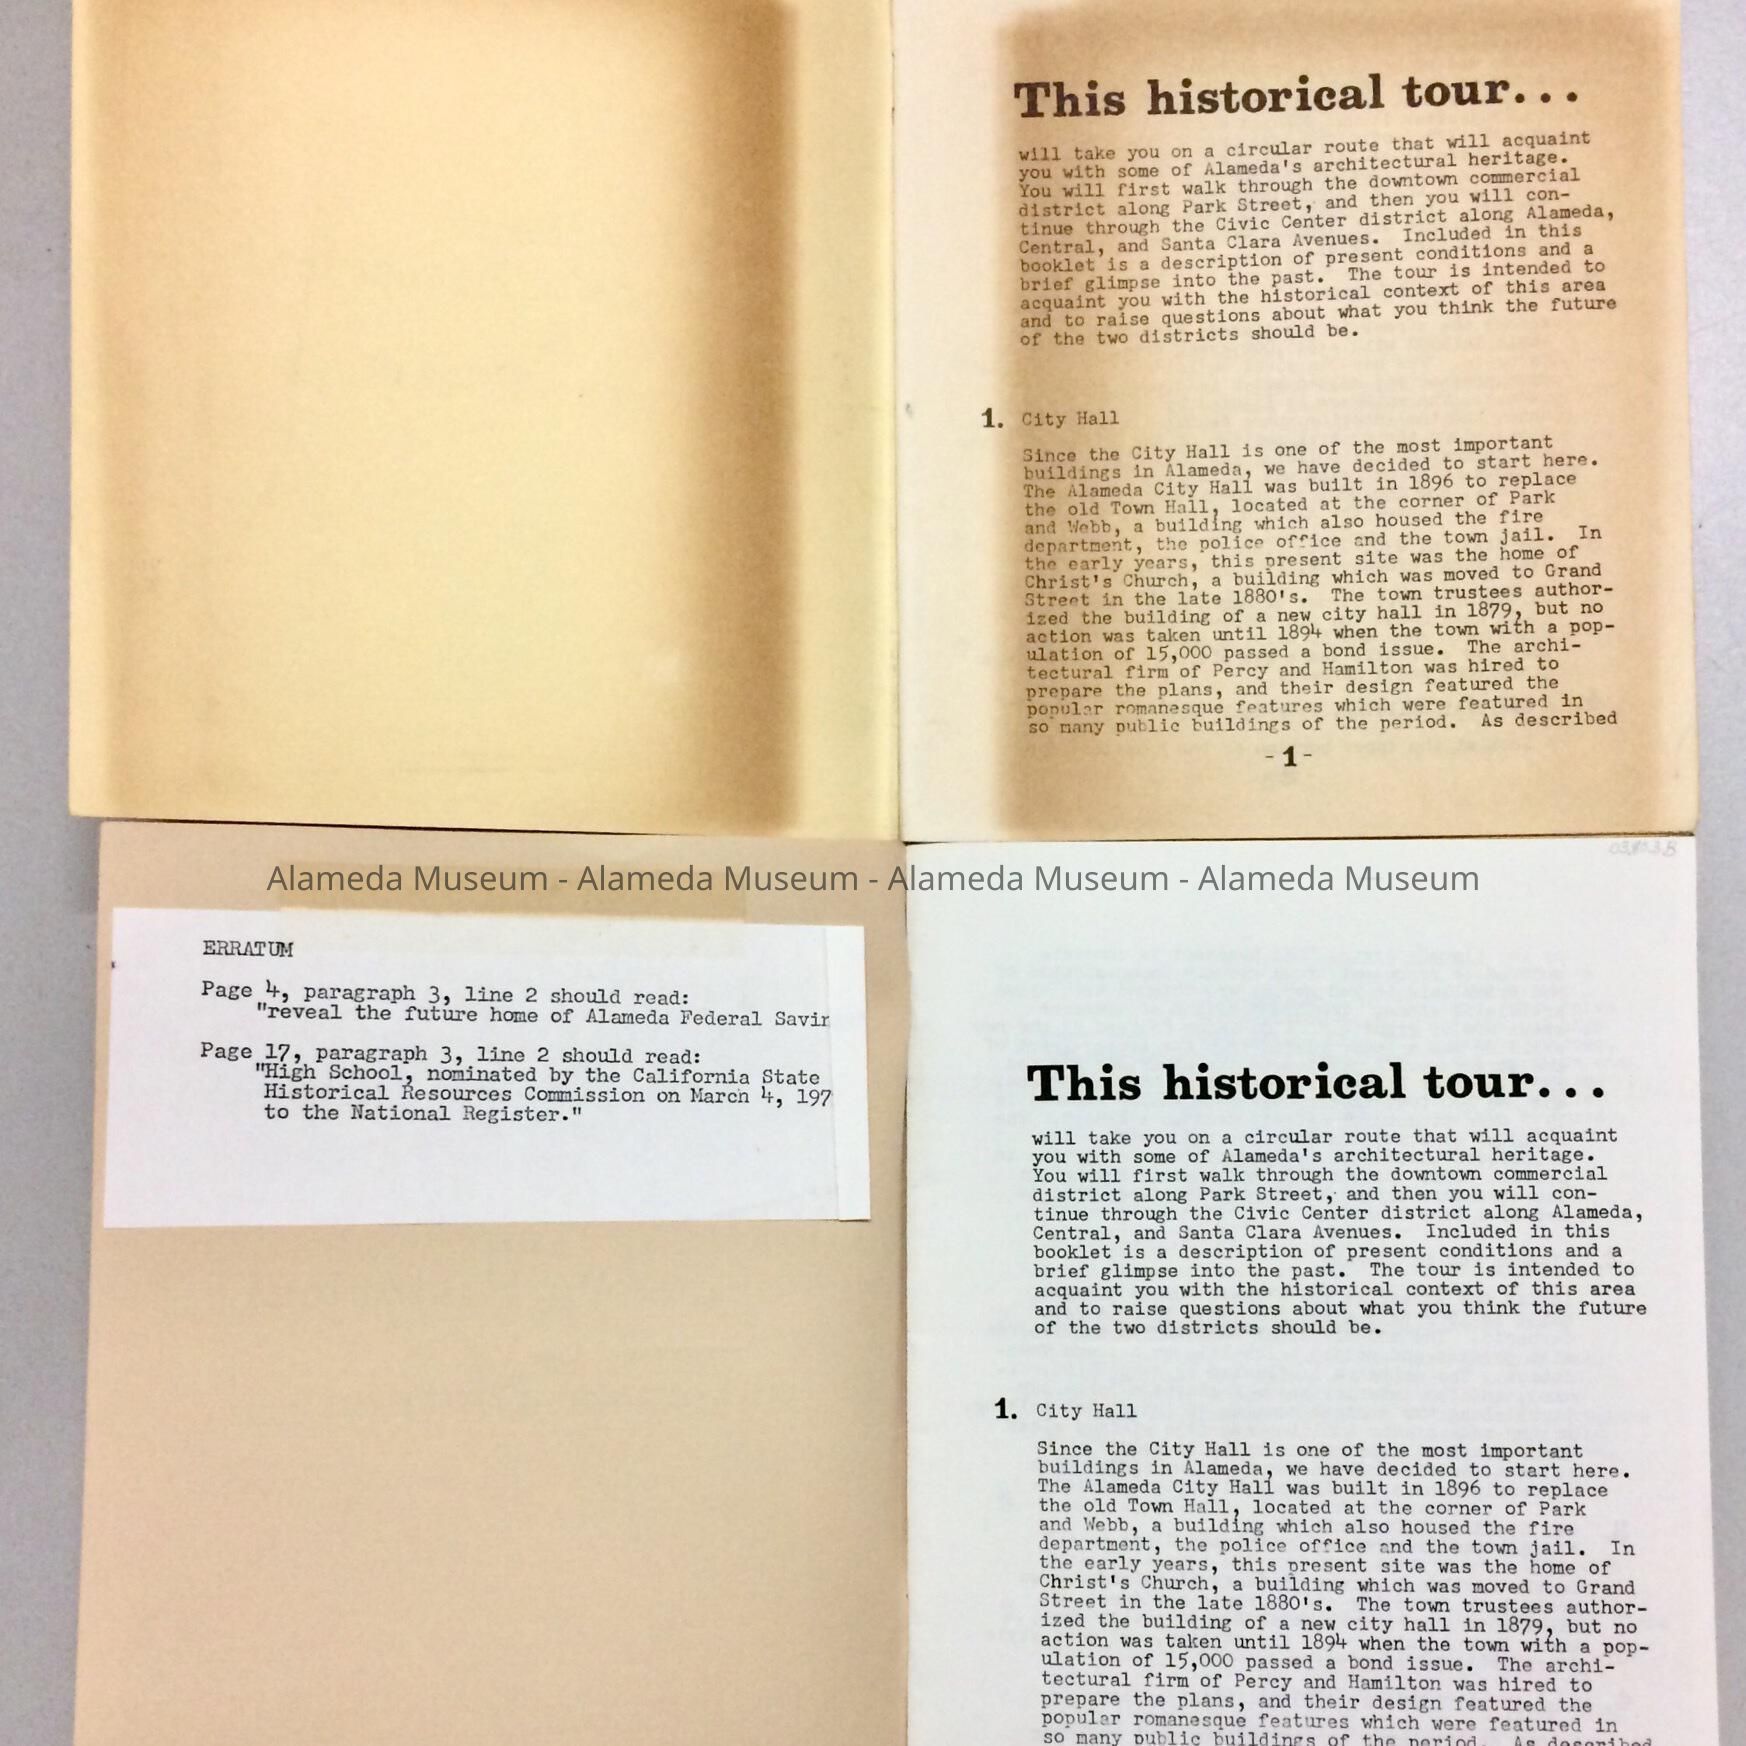 This historical tour...
will take you on a circular route that will acquaint
you with some of Alameda's architectural heritage.
You will first walk through the downtown commercial
district along Park Street, and then you will con-
tinue through the Civic Center district along Alameda,
Central, and Santa Clara Avenues. Included in this
booklet is a description of present conditions and a
brief glimpse into the past. The tour is intended to
acquaint you with the historical context of this area
and to raise questions about what you think the future
of the two districts should be.
1. City Hall
Since the City Hall is one of the most important
buildings in Alameda, we have decided to start here.
The Alameda City Hall was built in 1896 to replace
the old Town Hall, located at the corner of Park
and Webb, a building which also housed the fire
department, the police office and the town jail. In
the early years, this present site was the home of
Christ's Church, a building which was moved to Grand
Street in the late 1880's. The town trustees author-
ized the building of a new city hall in 1879, but no
action was taken until 1894 when the town with a pop-
ulation of 15,000 passed a bond issue. The archi-
tectural firm of Percy and Hamilton was hired to
prepare the plans, and their design featured the
popular romanesque features which were featured in
so many public buildings of the period. As described
-1-
Alameda Museum - Alameda Museum - Alameda Museum - Alameda Museum
ERRATUM
Page 4, paragraph 3, line 2 should read:
"reveal the future home of Alameda Federal Savin
Page 17, paragraph 3, line 2 should read:
"High School, nominated by the California State
Historical Resources Commission on March 4, 197
to the National Register."
This historical tour...
will take you on a circular route that will acquaint
you with some of Alameda's architectural heritage.
You will first walk through the downtown commercial
district along Park Street, and then you will con-
tinue through the Civic Center district along Alameda,
Central, and Santa Clara Avenues. Included in this
booklet is a description of present conditions and a
brief glimpse into the past. The tour is intended to
acquaint you with the historical context of this area
and to raise questions about what you think the future
of the two districts should be.
1. City Hall
Since the City Hall is one of the most important
buildings in Alameda, we have decided to start here.
The Alameda City Hall was built in 1896 to replace
the old Town Hall, located at the corner of Park
and Webb, a building which also housed the fire
department, the police office and the town jail. In
the early years, this present site was the home of
Christ's Church, a building which was moved to Grand
Street in the late 1880's. The town trustees author-
ized the building of a new city hall in 1879, but no
action was taken until 1894 when the town with a pop-
ulation of 15,000 passed a bond issue. The archi-
tectural firm of Percy and Hamilton was hired to
prepare the plans, and their design featured the
popular romanesque features which were featured in
so many public buildings of the period. As described